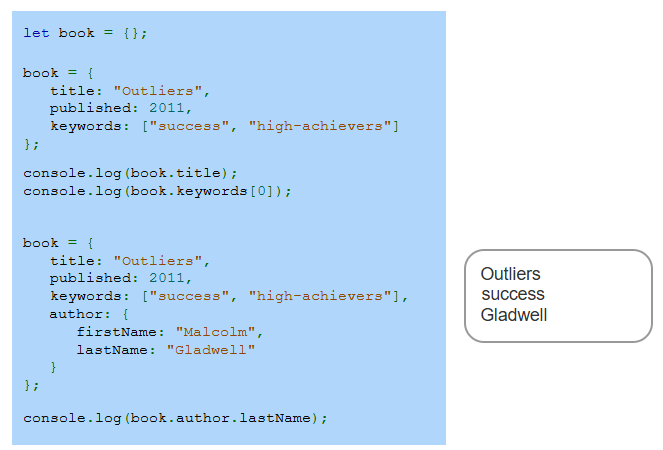 let book = {};
book = {
title: "Outliers",
published: 2011,
keywords: ["success", "high-achievers"]
};
console.log(book.title);
console.log(book.keywords[0]);
book = {
title: "Outliers",
published: 2011,
keywords: ["success", "high-achievers"],
author: {
firstName: "Malcolm",
lastName: "Gladwell"
}
};
console.log(book.author.lastName);
Outliers
success
Gladwell